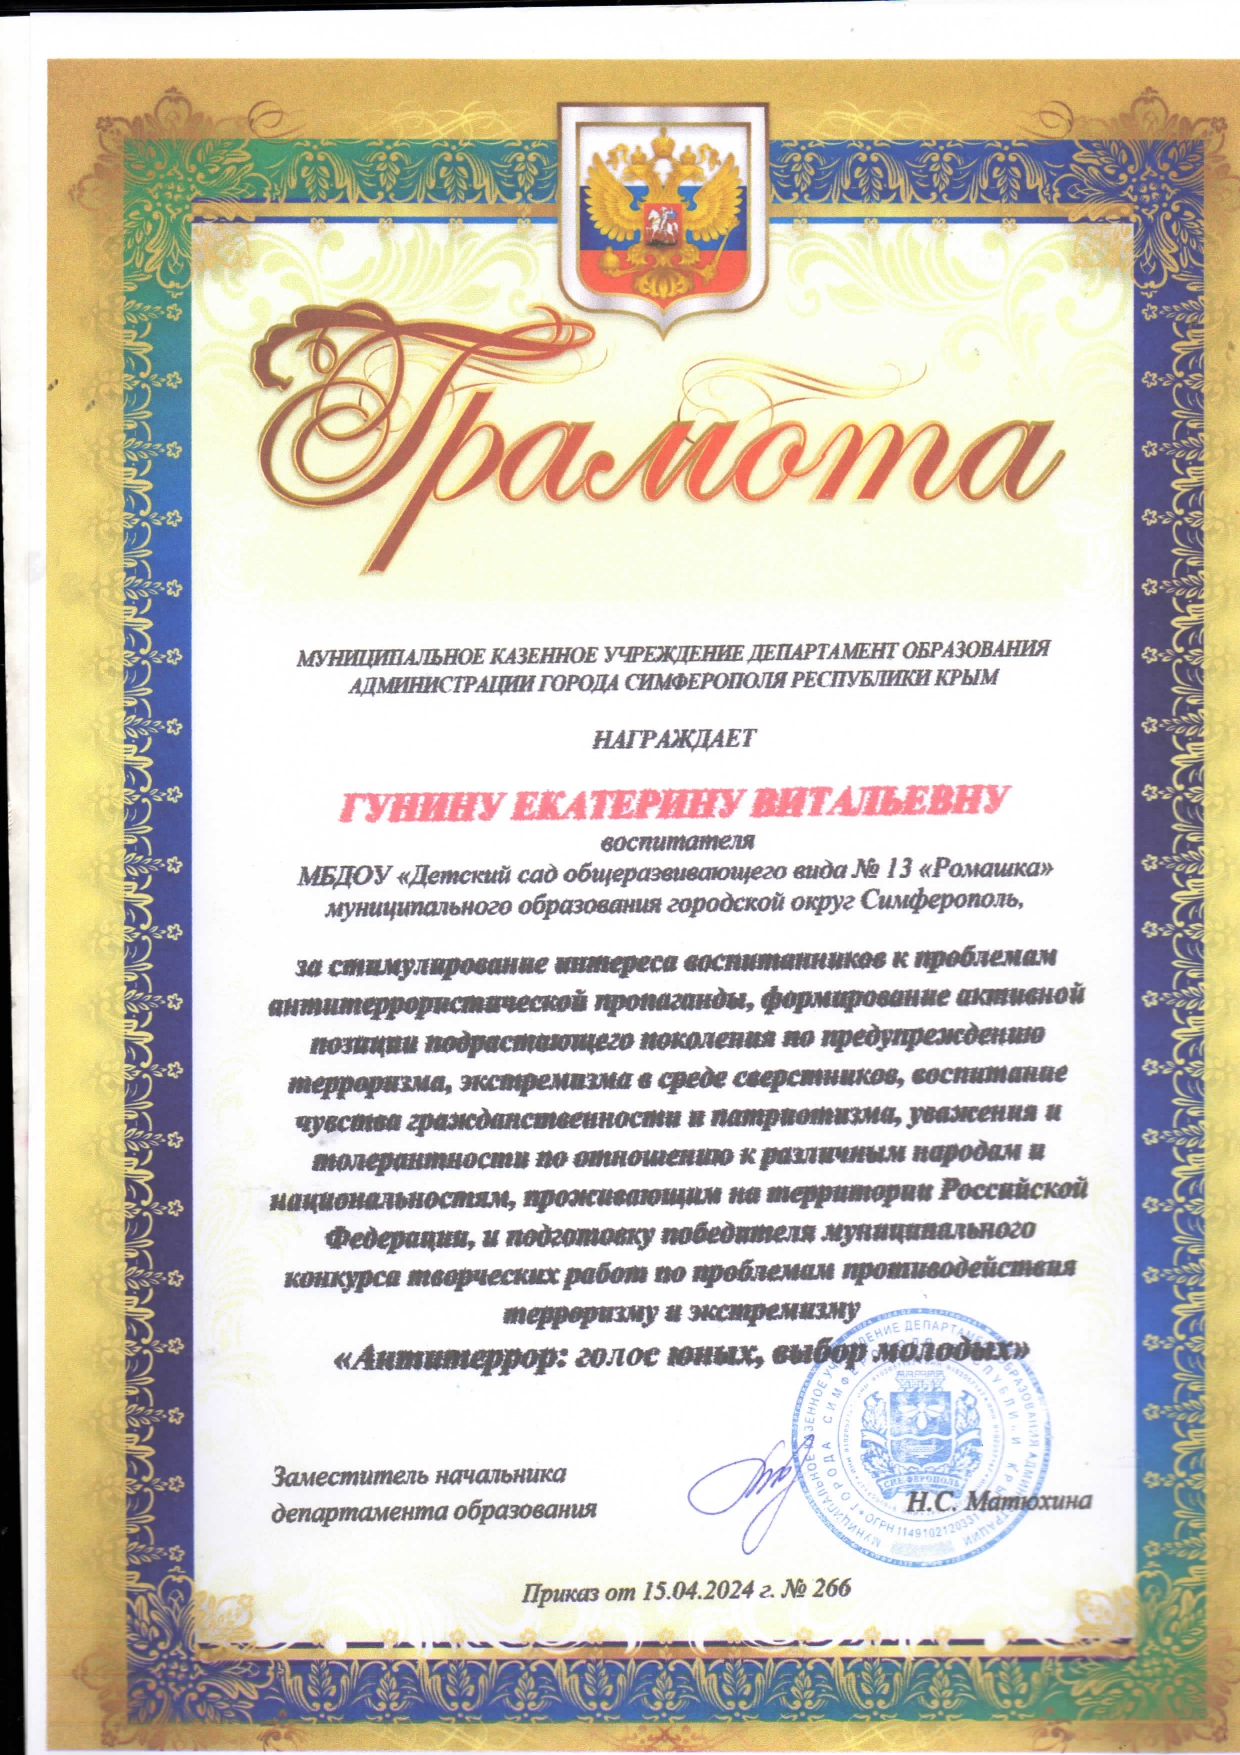 Грамота
МУНИЦИПАЛЬНОЕ КАЗЕННОЕ УЧРЕЖДЕНИЕ ДЕПАРТАМЕНТ ОБРАЗОВАНИЯ
АДМИНИСТРАЦИИ ГОРОДА СИМФЕРОПОЛЯ РЕСПУБЛИКИ КРЫМ
НАГРАЖДАЕТ
ГУНИНУ ЕКАТЕРИНУ ВИТАЛЬЕВНУ
воспитателя
МБДОУ «Детский сад общеразвивающего вида № 13 «Ромашка»
муниципального образования городской округ Симферополь,
за стимулирование интереса воспитанников к проблемам
антитеррористической пропаганды, формирование активной
позиции подрастающего поколения по предупреждению
терроризма, экстремизма в среде сверстников, воспитание
чувства гражданственности и патриотизма, уважения и
толерантности по отношению к различным народам и
национальностям, проживающим на территории Российской
Федерации, и подготовку победителя муниципального
конкурса творческих работ по проблемам противодействия
терроризму и экстремизму
«Антитеррор: голос юных, выбор молодых»
Заместитель начальника
департамента образования
Н.С. Матюхина
СИМФЕРОПОЛЬ
ОГРН 1149102120331
Приказ от 15.04.2024 г. № 266